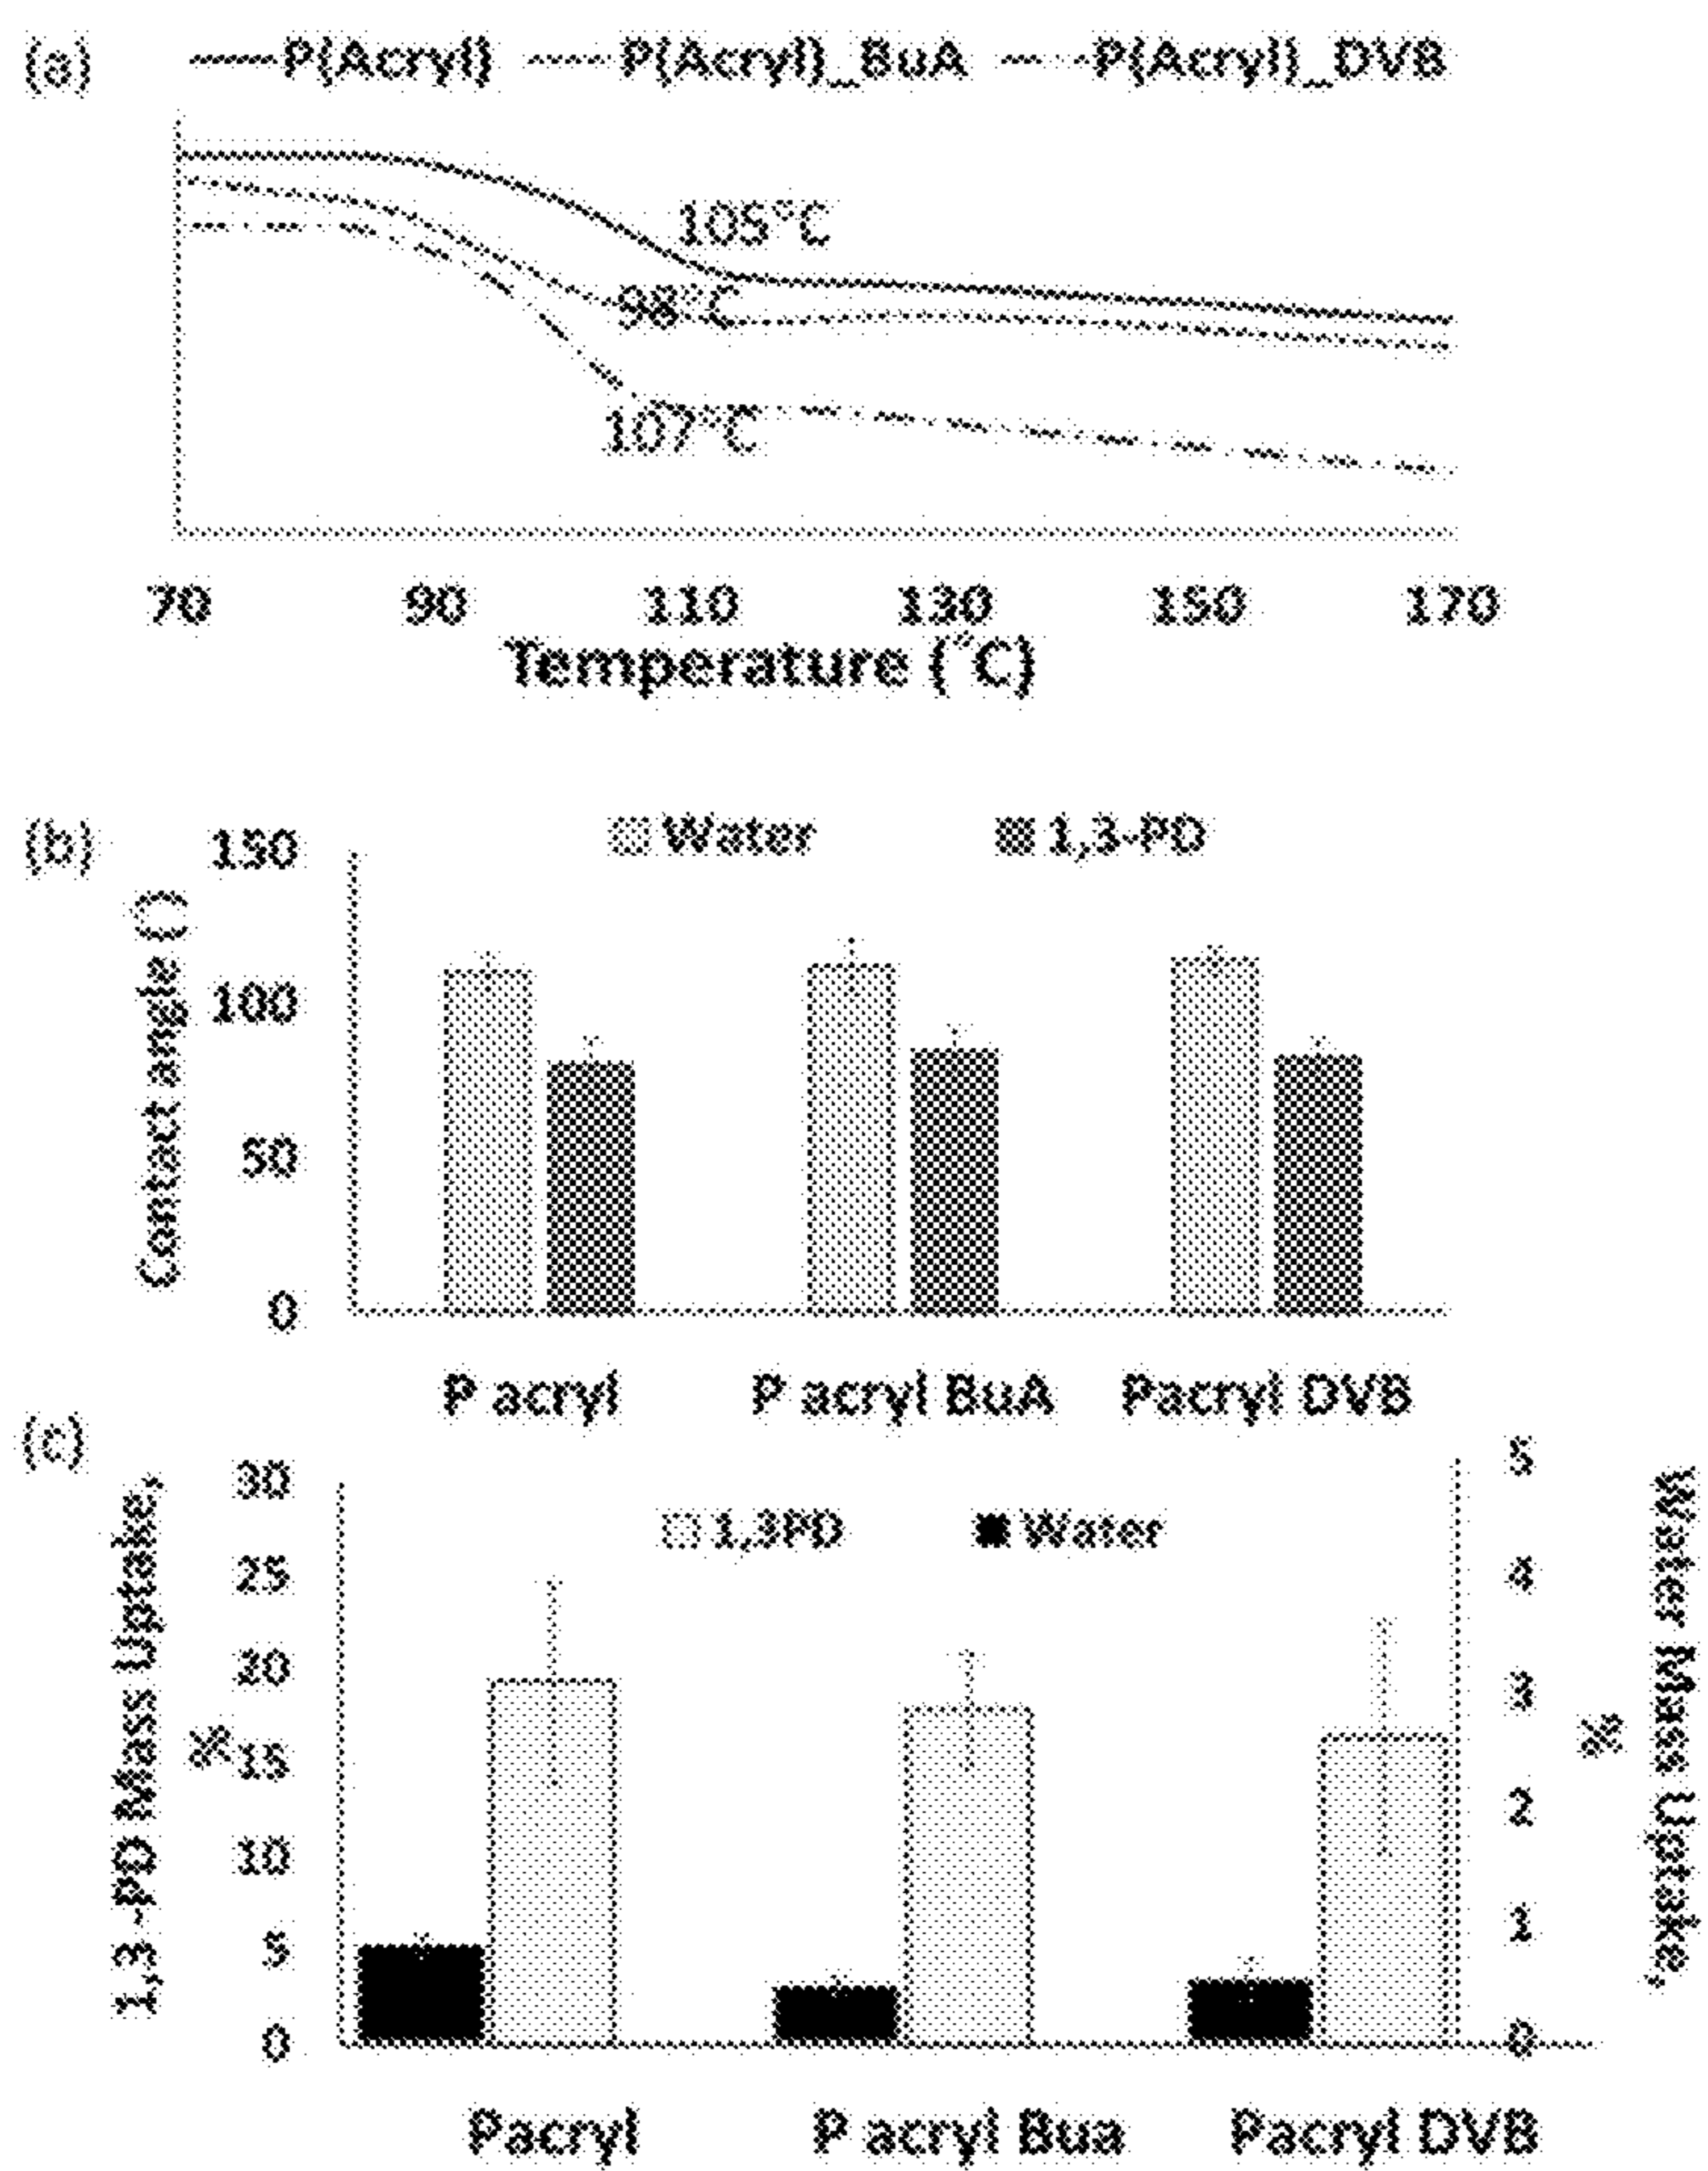 (a) P(Acryl) P(Acryl)_BuA P(Acryl)_DVB
105°C
98°C
107°C
70 90 110 130 150 170
Temperature (°C)
(b) Water 1,3-PD
Contact angle (°)
150
100
50
0
P acryl P acryl BuA Pacryl DVB
(c)
1,3 -PD Mass Uptake,
%
30
25
20
15
10
5
0
1,3PD Water
5
4
3
2
1
0
Water Mass Uptake,
%
Pacryl P acryl Bua Pacryl DVB